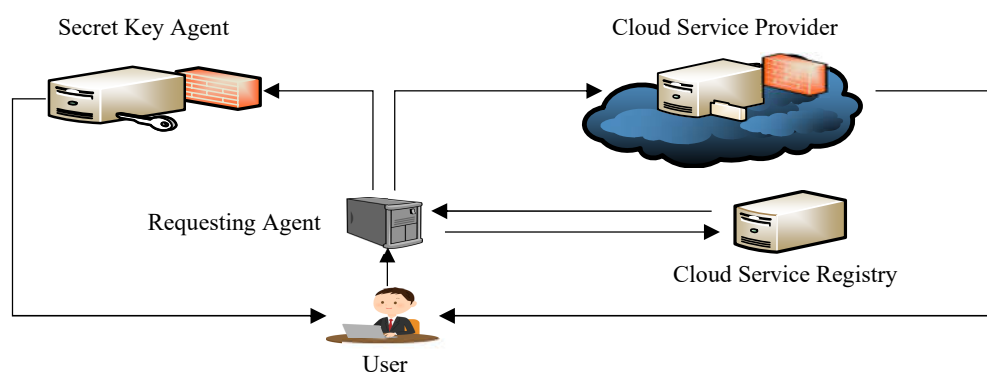 Secret Key Agent
Cloud Service Provider
Requesting Agent
Cloud Service Registry
User